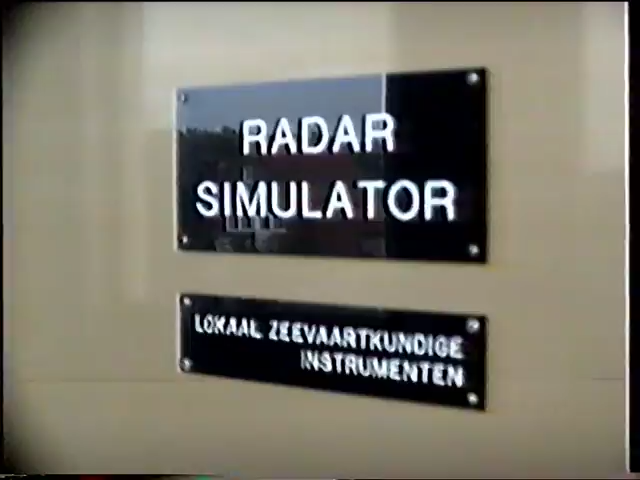 RADAR
SIMULATOR
LOKAAL ZEEVAARTKUNDIGE
INSTRUMENTEN